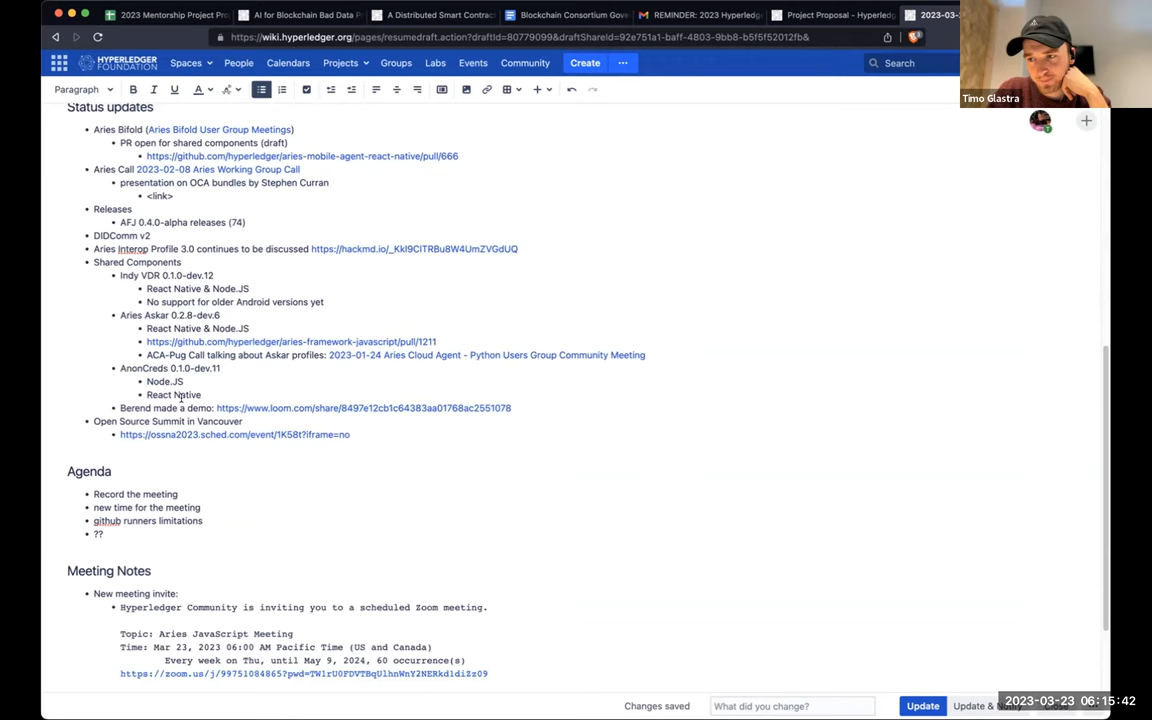 2023 Mentorship Project Pro
AI for Blockchain Bad Data P
A Distributed Smart Contrac
Blockchain Consortium Gove
REMINDER: 2023 Hyperledg
Project Proposal - Hyperledg
2023-03-
https://wiki.hyperledger.org/pages/resumedraft.action?draftId=80779099&draftShareId=92e751a1-baff-4803-9bb8-b5f5f52012fb&
HYPERLEDGER FOUNDATION Spaces People Calendars Projects Groups Labs Events Community Create ••• Search
Paragraph B I U A
Timo Glastra
Status updates
• Aries Bifold (Aries Bifold User Group Meetings)
• PR open for shared components (draft)
• https://github.com/hyperledger/aries-mobile-agent-react-native/pull/666
• Aries Call 2023-02-08 Aries Working Group Call
• presentation on OCA bundles by Stephen Curran
• <link>
• Releases
• AFJ 0.4.0-alpha releases (74)
• DIDComm v2
• Aries Interop Profile 3.0 continues to be discussed https://hackmd.io/_KkI9CITRBu8W4UmZVGdUQ
• Shared Components
• Indy VDR 0.1.0-dev.12
• React Native & Node.JS
• No support for older Android versions yet
• Aries Askar 0.2.8-dev.6
• React Native & Node.JS
• https://github.com/hyperledger/aries-framework-javascript/pull/1211
• ACA-Pug Call talking about Askar profiles: 2023-01-24 Aries Cloud Agent - Python Users Group Community Meeting
• AnonCreds 0.1.0-dev.11
• Node.JS
• React Native
• Berend made a demo: https://www.loom.com/share/8497e12cb1c64383aa01768ac2551078
• Open Source Summit in Vancouver
• https://ossna2023.sched.com/event/1K58t?iframe=no
Agenda
• Record the meeting
• new time for the meeting
• github runners limitations
• ??
Meeting Notes
• New meeting invite:
• Hyperledger Community is inviting you to a scheduled Zoom meeting.
Topic: Aries JavaScript Meeting
Time: Mar 23, 2023 06:00 AM Pacific Time (US and Canada)
Every week on Thu, until May 9, 2024, 60 occurrence(s)
https://zoom.us/j/99751084865?pwd=TW1rU0FDVTBqUlhnWnY2NERkd1diZz09
Changes saved What did you change? Update Update & Notify
2023-03-23 06:15:42